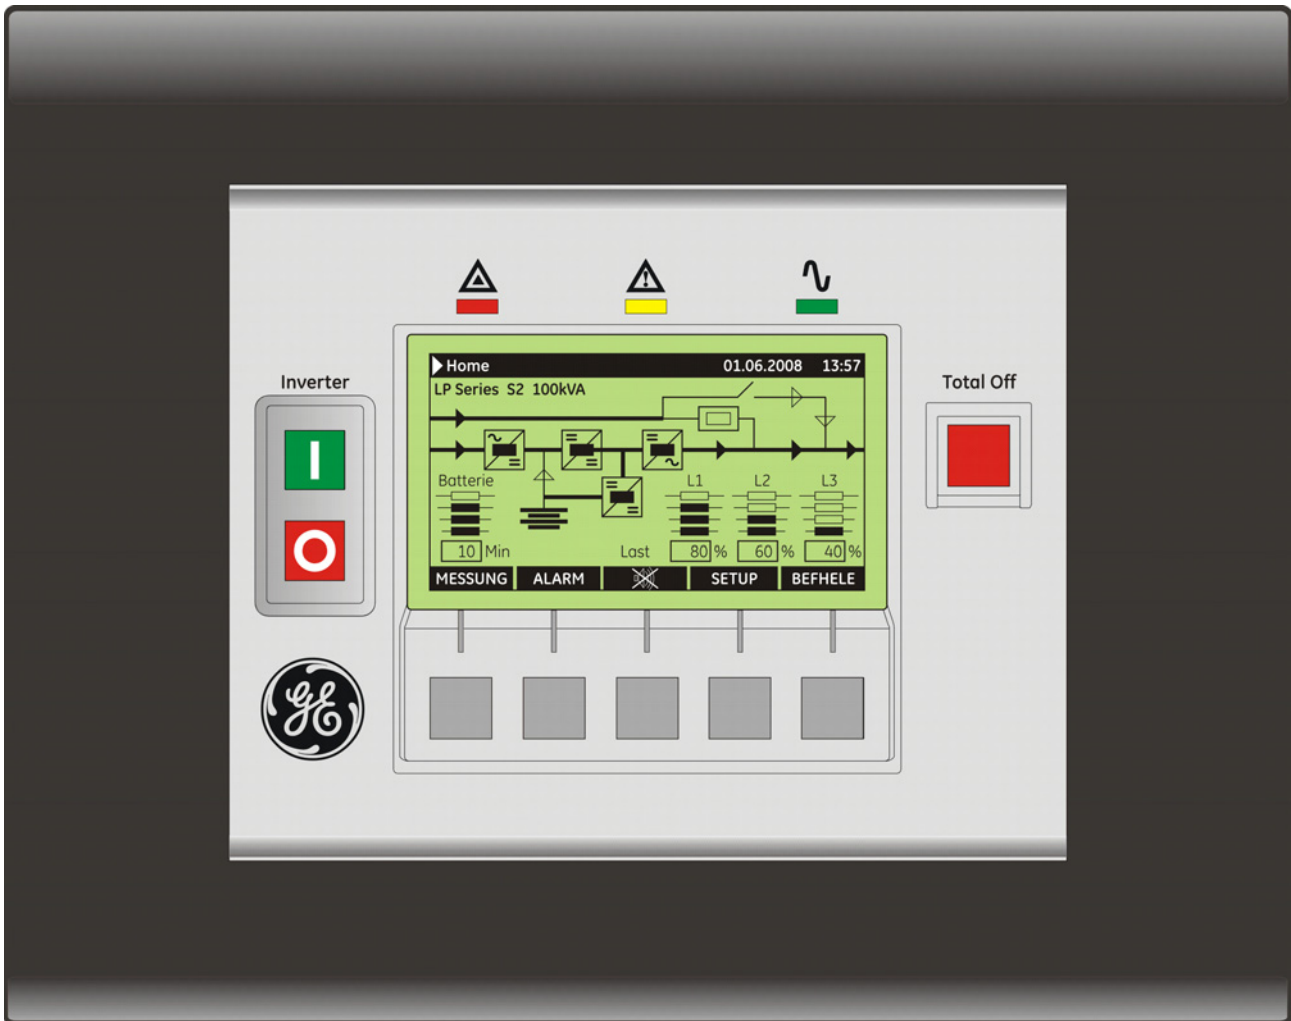 Home 01.06.2008 13:57
LP Series S2 100kVA
Inverter
Total Off
Batterie L1 L2 L3
10 Min Last 80 % 60 % 40 %
MESSUNG ALARM SETUP BEFHELE
GE